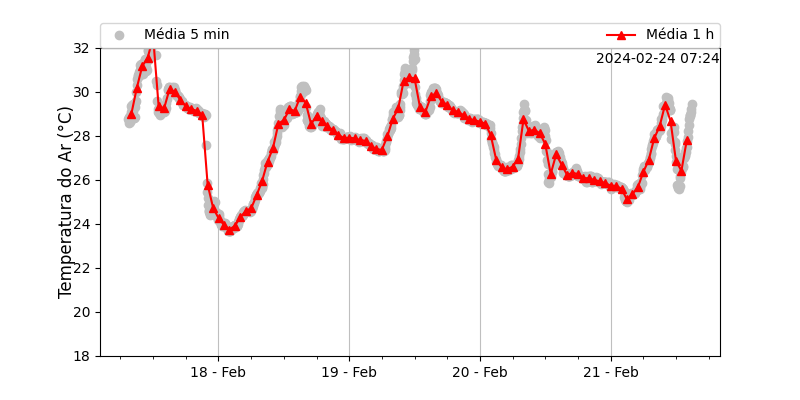 Média 5 min
Média 1 h
2024-02-24 07:24
Temperatura do Ar (°C)
32
30
28
26
24
22
20
18
18 - Feb
19 - Feb
20 - Feb
21 - Feb